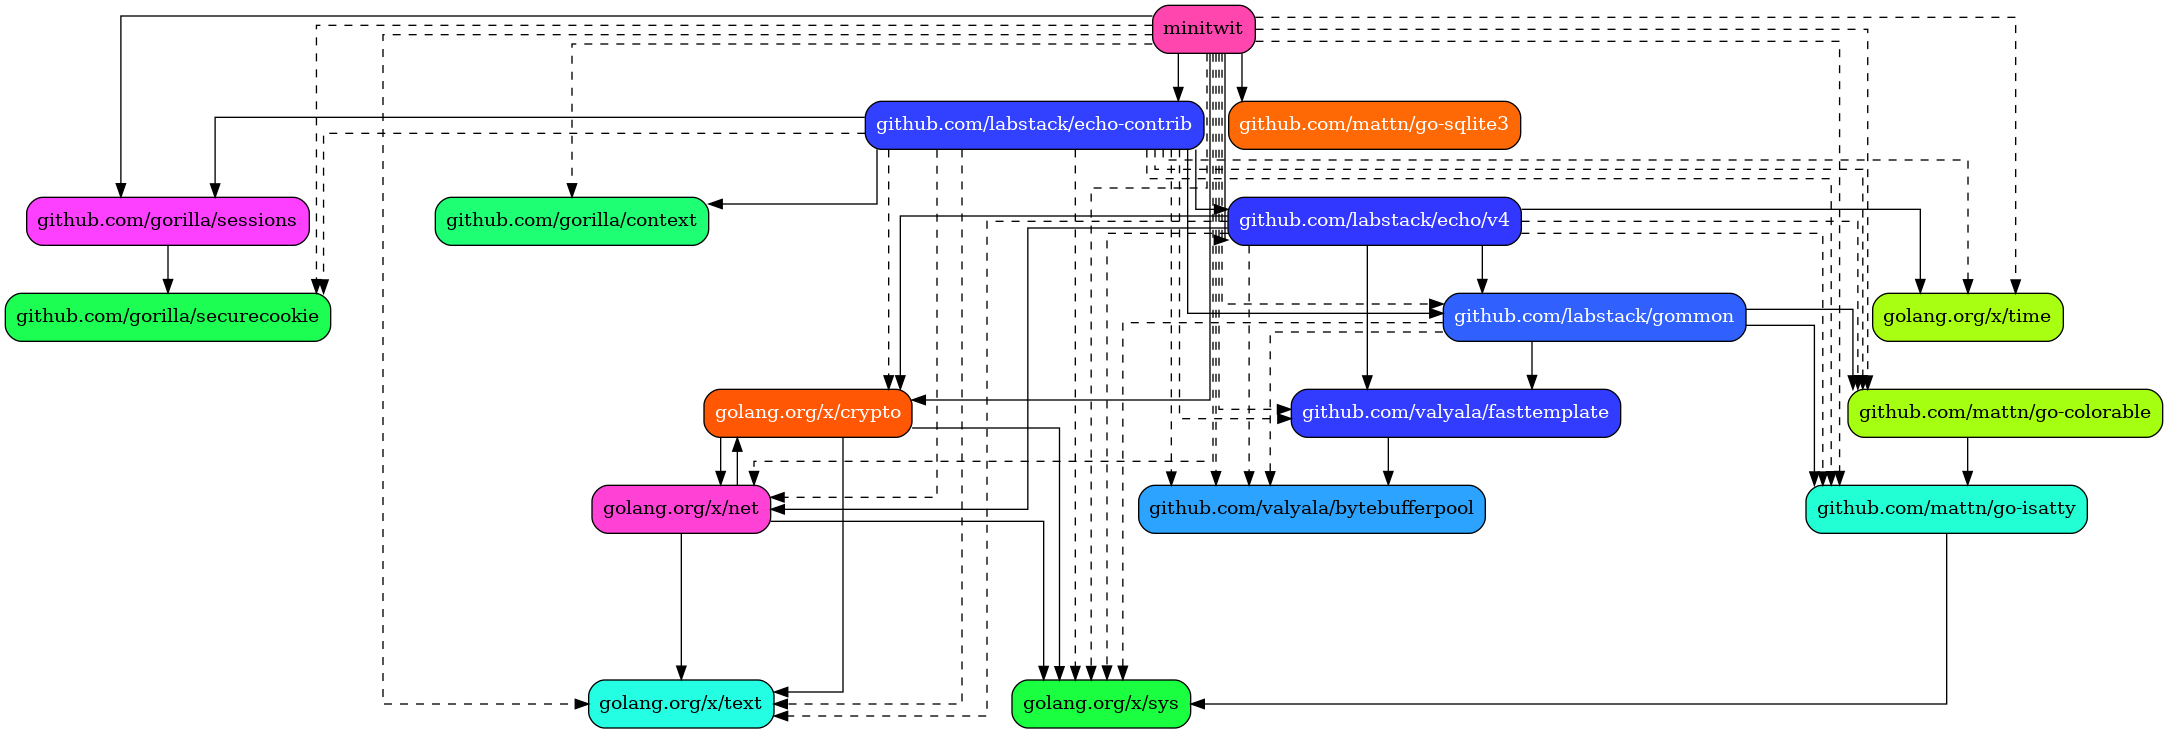 minitwit
github.com/labstack/echo-contrib
github.com/mattn/go-sqlite3
github.com/gorilla/sessions
github.com/gorilla/context
github.com/labstack/echo/v4
github.com/gorilla/securecookie
github.com/labstack/gommon
golang.org/x/time
golang.org/x/crypto
github.com/valyala/fasttemplate
github.com/mattn/go-colorable
golang.org/x/net
github.com/valyala/bytebufferpool
github.com/mattn/go-isatty
golang.org/x/text
golang.org/x/sys